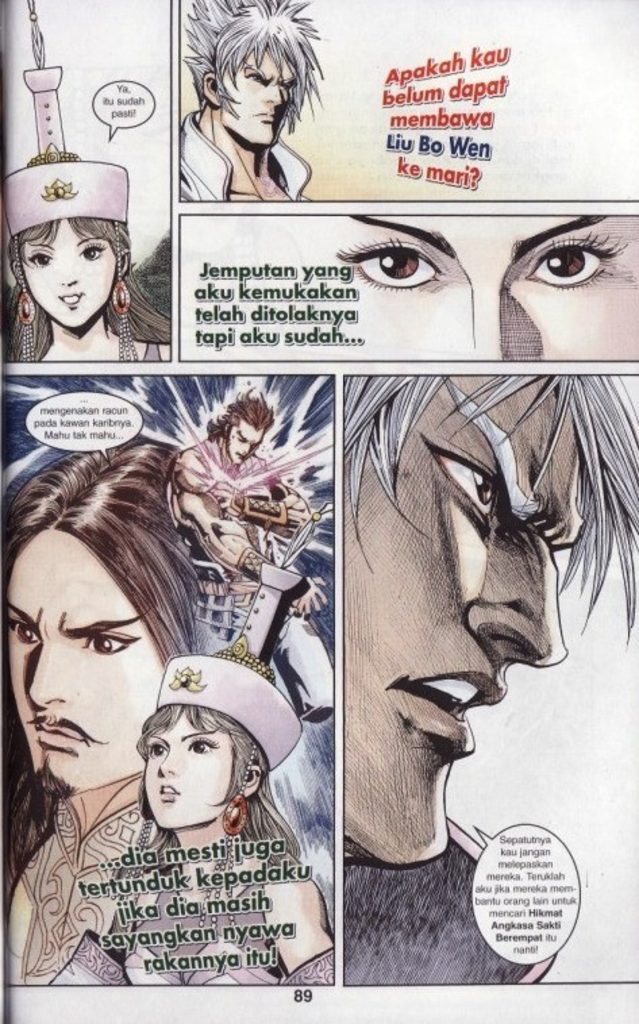 Ya,
itu sudah
pasti!
Apakah kau
belum dapat
membawa
Liu Bo Wen
ke mari?
Jemputan yang
aku kemukakan
telah ditolaknya
tapi aku sudah...
...
mengenakan racun
pada kawan karibnya.
Mahu tak mahu...
...dia mesti juga
tertunduk kepadaku
jika dia masih
sayangkan nyawa
rakannya itu!
Sepatutnya
kau jangan
melepaskan
mereka. Teruklah
aku jika mereka mem-
bantu orang lain untuk
mencari Hikmat
Angkasa Sakti
Berempat itu
nanti!
89